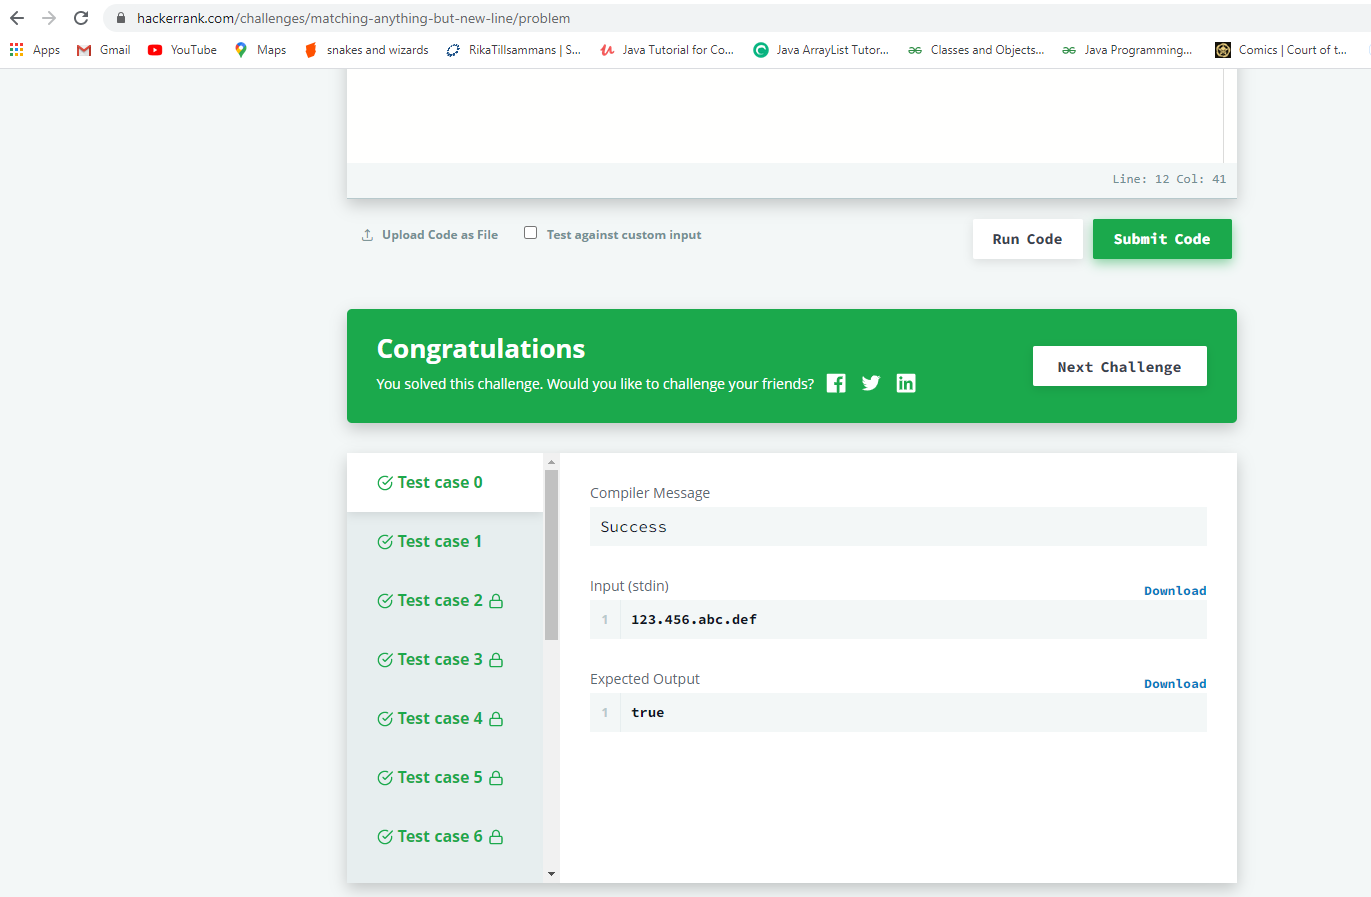 hackerrank.com/challenges/matching-anything-but-new-line/problem
Apps Gmail YouTube Maps snakes and wizards RikaTillsammans | S... Java Tutorial for Co... Java ArrayList Tutor... Classes and Objects... Java Programming,... Comics | Court of t...
Line: 12 Col: 41
Upload Code as File Test against custom input Run Code Submit Code
Congratulations
You solved this challenge. Would you like to challenge your friends?
Next Challenge
Test case 0
Test case 1
Test case 2
Test case 3
Test case 4
Test case 5
Test case 6
Compiler Message
Success
Input (stdin) Download
1 123.456.abc.def
Expected Output Download
1 true